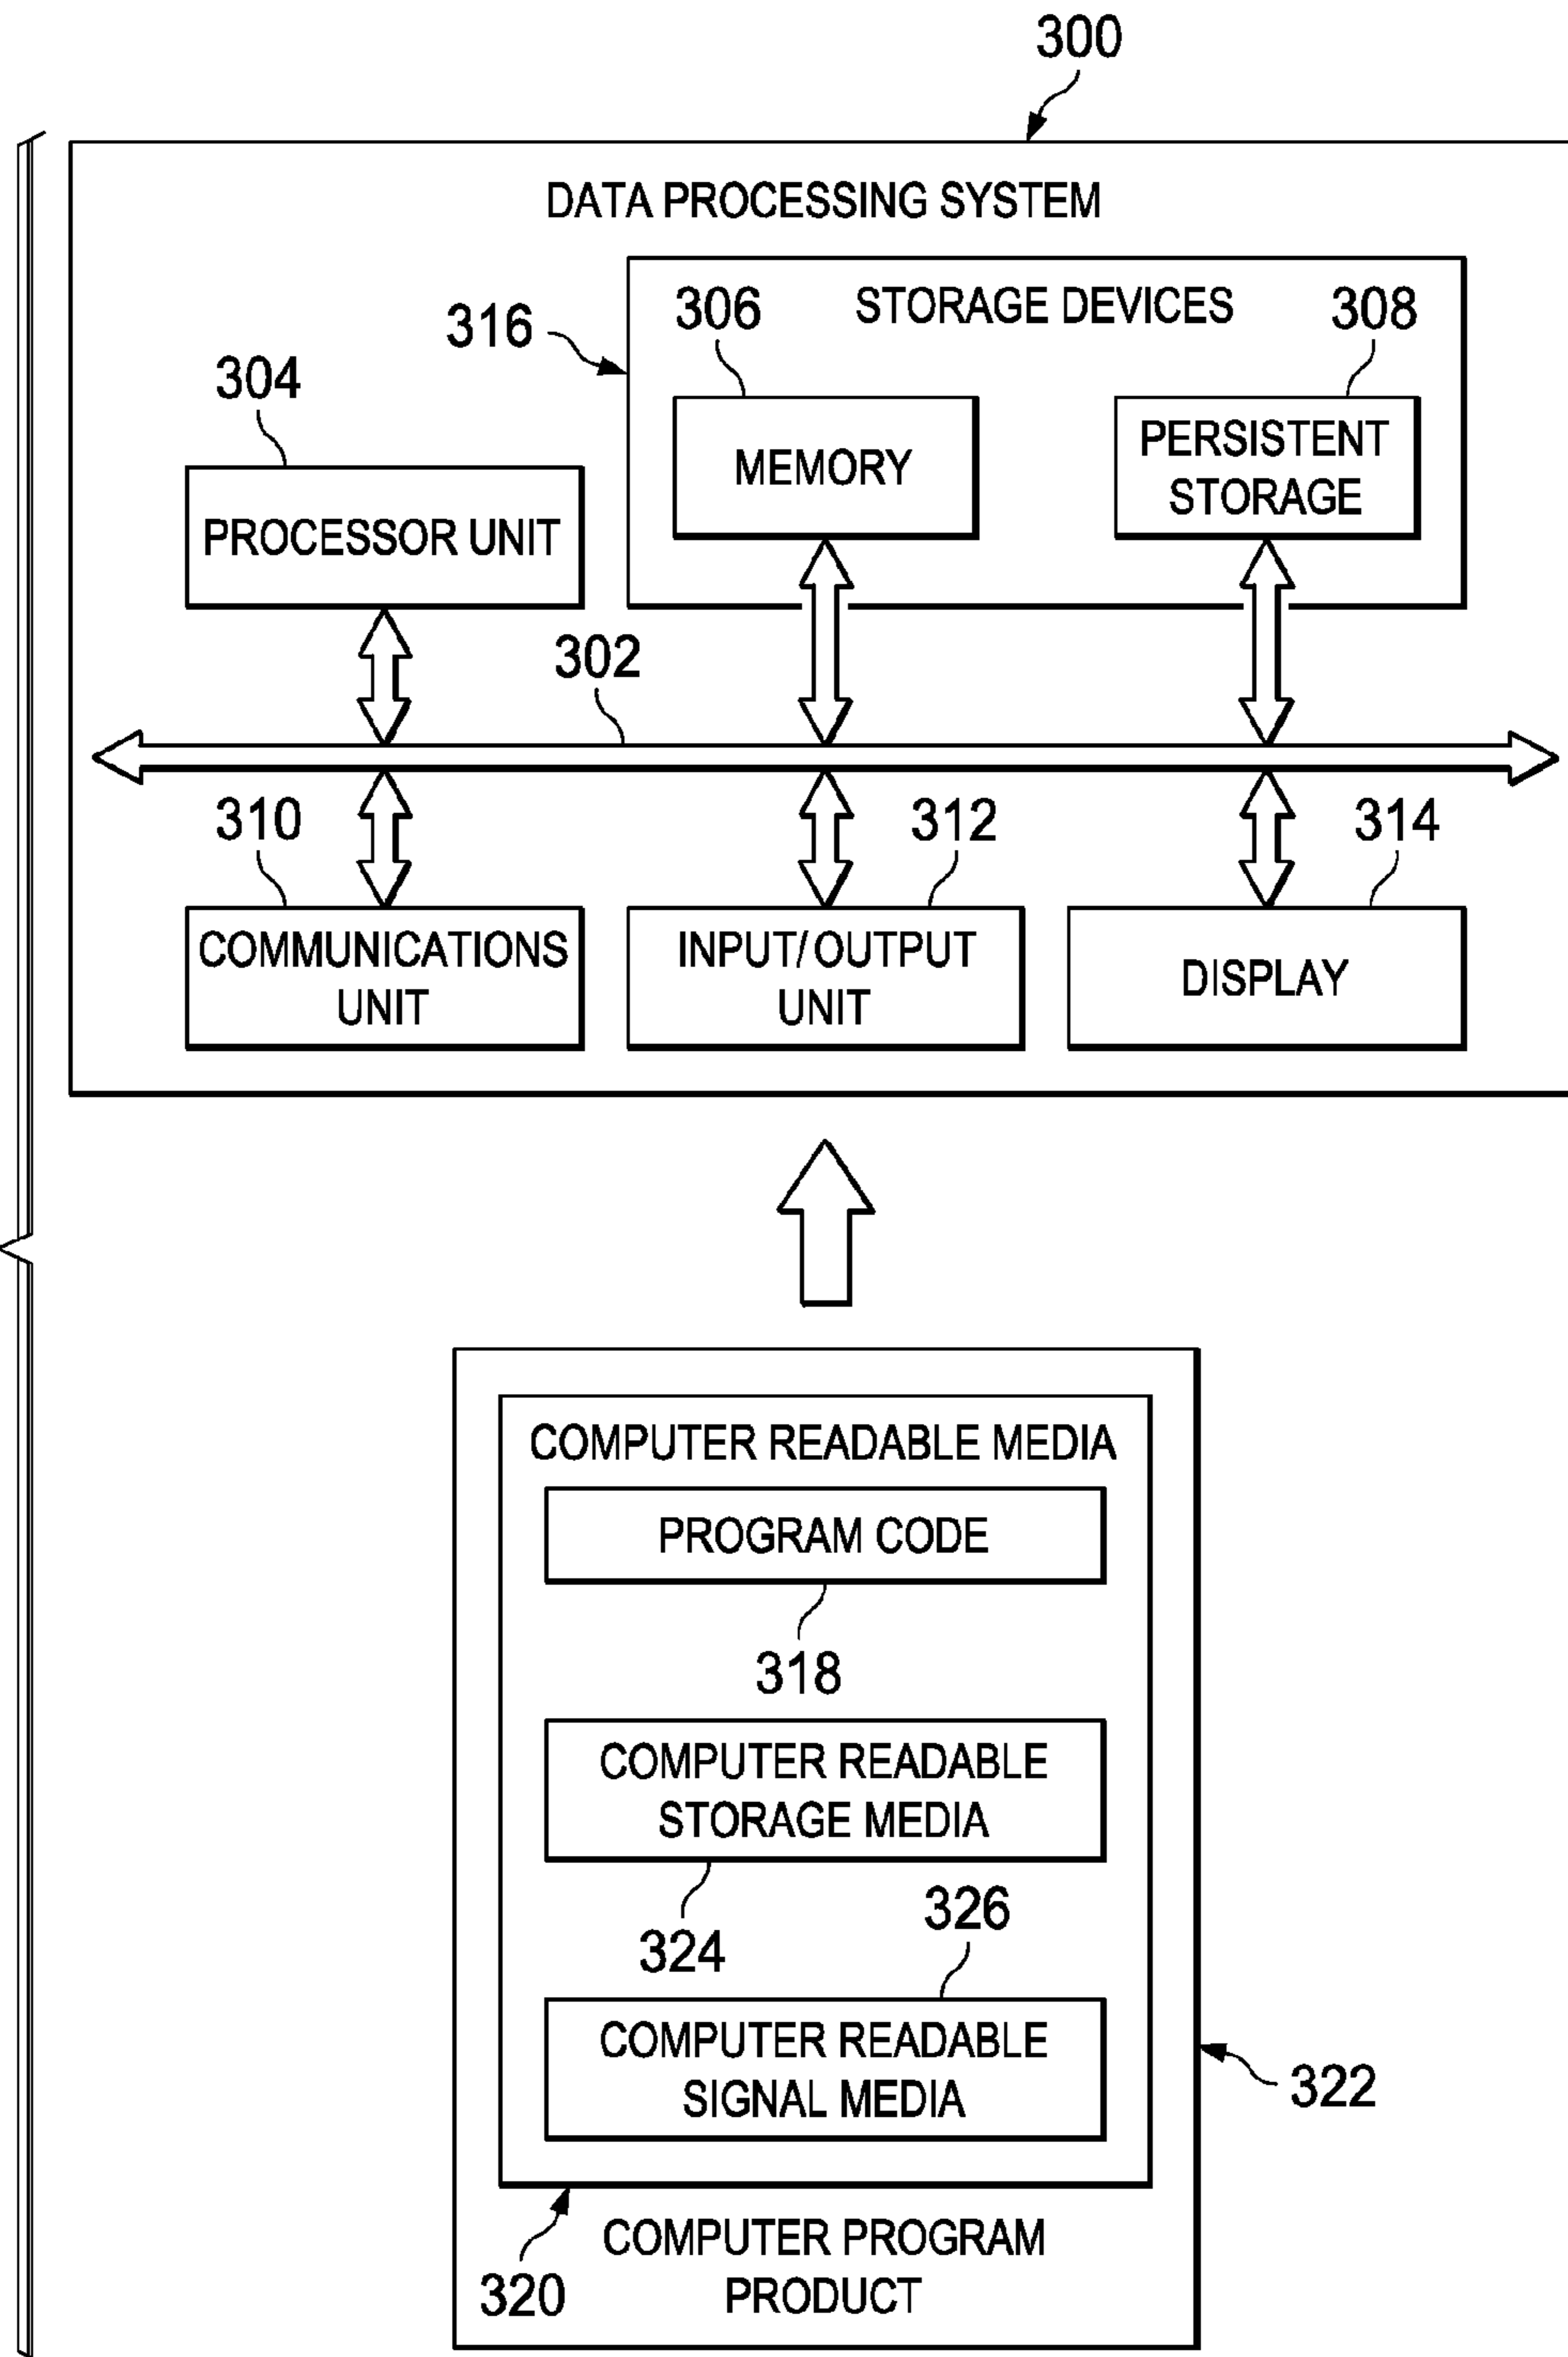 300
DATA PROCESSING SYSTEM
316
306
STORAGE DEVICES
308
304
MEMORY
PERSISTENT
STORAGE
PROCESSOR UNIT
302
310
312
314
COMMUNICATIONS
UNIT
INPUT/OUTPUT
UNIT
DISPLAY
COMPUTER READABLE MEDIA
PROGRAM CODE
318
COMPUTER READABLE
STORAGE MEDIA
324
326
COMPUTER READABLE
SIGNAL MEDIA
322
320
COMPUTER PROGRAM
PRODUCT